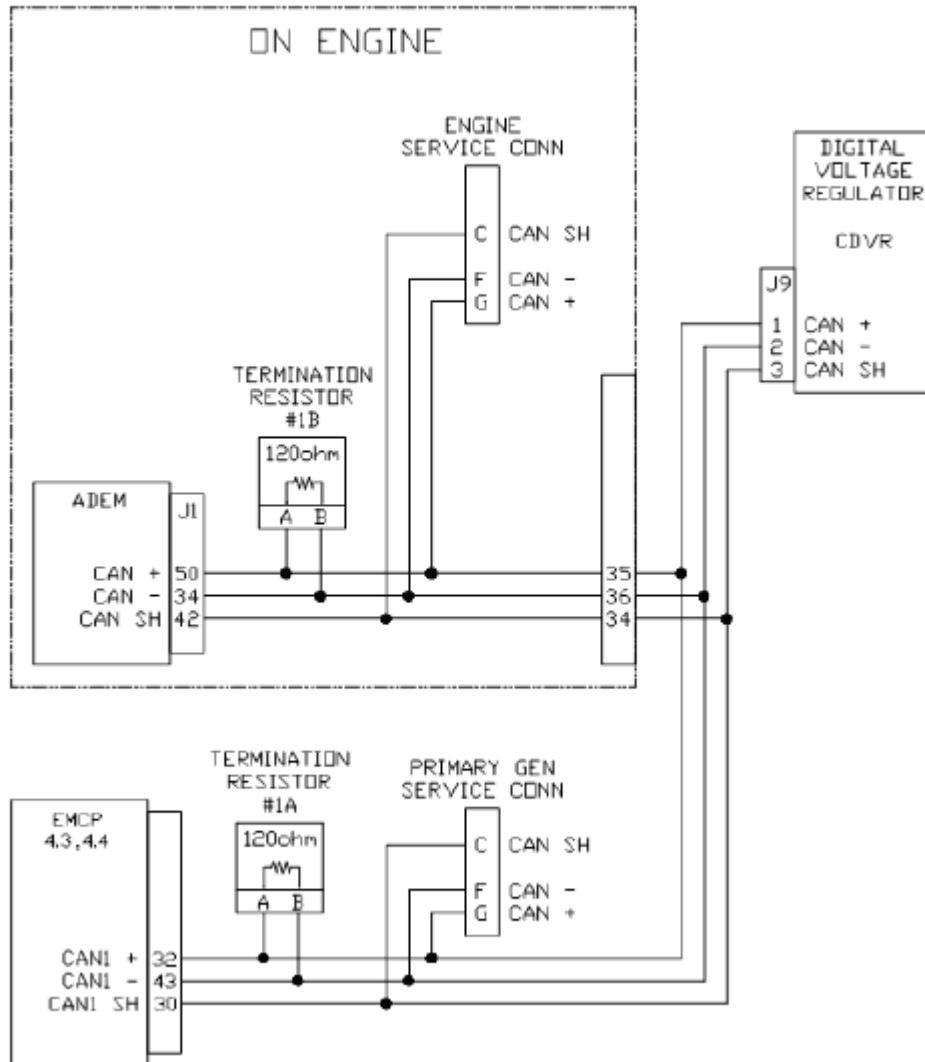 ON ENGINE
ENGINE
SERVICE CONN
C CAN SH
F CAN -
G CAN +
DIGITAL
VOLTAGE
REGULATOR
CDVR
J9
1 CAN +
2 CAN -
3 CAN SH
TERMINATION
RESISTOR
#1B
120ohm
A B
ADEM
J1
CAN + 50
CAN - 34
CAN SH 42
35
36
34
TERMINATION
RESISTOR
#1A
120ohm
A B
PRIMARY GEN
SERVICE CONN
C CAN SH
F CAN -
G CAN +
EMCP
4.3,4.4
CAN1 + 32
CAN1 - 43
CAN1 SH 30